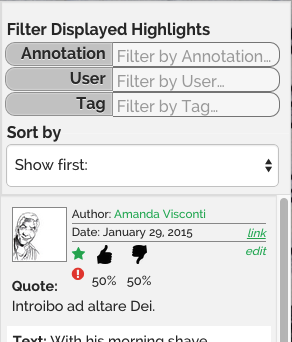 Filter Displayed Highlights
Annotation Filter by Annotation...
User Filter by User...
Tag Filter by Tag...
Sort by
Show first:
Author: Amanda Visconti
Date: January 29, 2015 link
edit
50% 50%
Quote:
Introibo ad altare Dei.
Text: With his morning shave